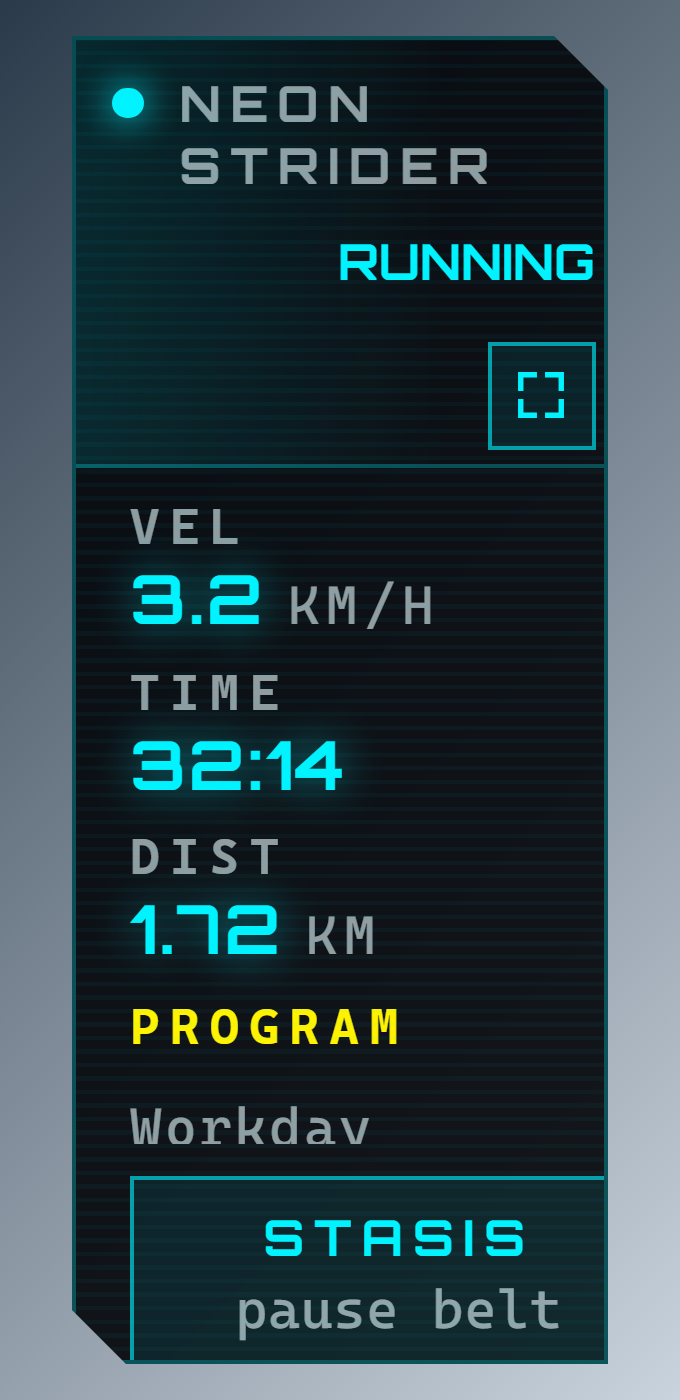 NEON
STRIDER
RUNNING
VEL
3.2 KM/H
TIME
32:14
DIST
1.72 KM
PROGRAM
Workday
STASIS
pause belt